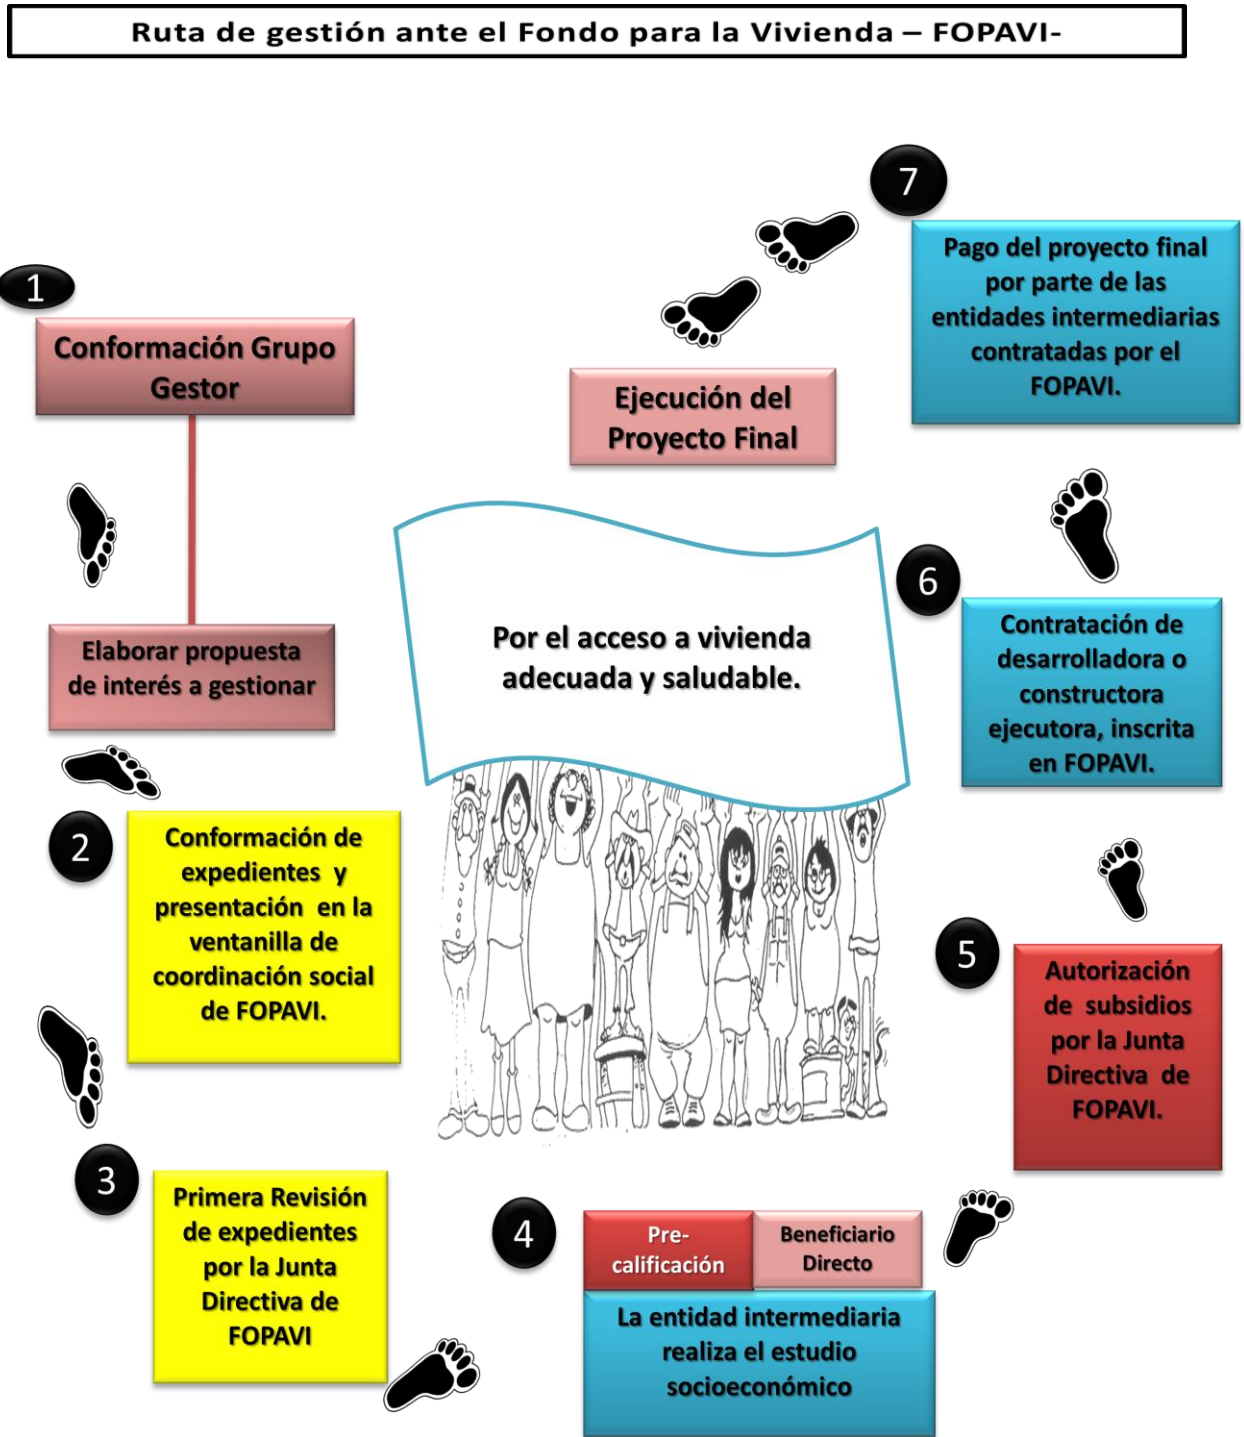 Ruta de gestión ante el Fondo para la Vivienda – FOPAVI-
1
Conformación Grupo
Gestor
Elaborar propuesta
de interés a gestionar
2
Conformación de
expedientes y
presentación en la
ventanilla de
coordinación social
de FOPAVI.
3
Primera Revisión
de expedientes
por la Junta
Directiva de
FOPAVI
4
Pre-
calificación
Beneficiario
Directo
La entidad intermediaria
realiza el estudio
socioeconómico
5
Autorización
de subsidios
por la Junta
Directiva de
FOPAVI.
6
Contratación de
desarrolladora o
constructora
ejecutora, inscrita
en FOPAVI.
7
Pago del proyecto final
por parte de las
entidades intermediarias
contratadas por el
FOPAVI.
Ejecución del
Proyecto Final
Por el acceso a vivienda
adecuada y saludable.